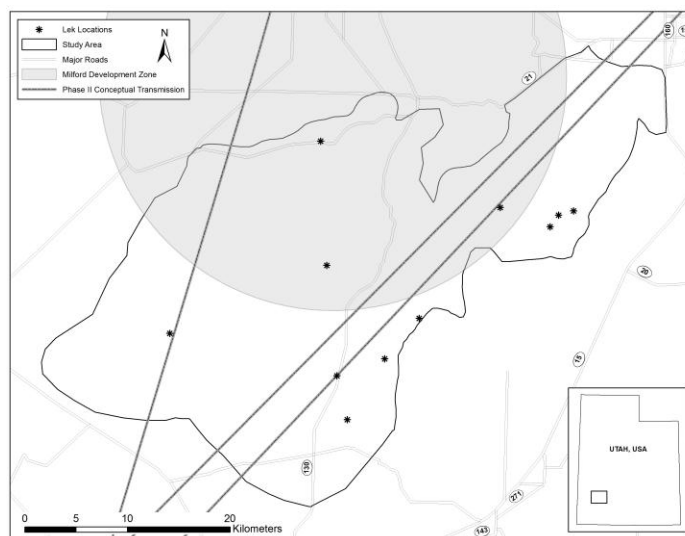 Lek Locations
Study Area
Major Roads
Milford Development Zone
Phase II Conceptual Transmission
N
160
21
20
15
UTAH, USA
130
271
143
0 5 10 20
Kilometers